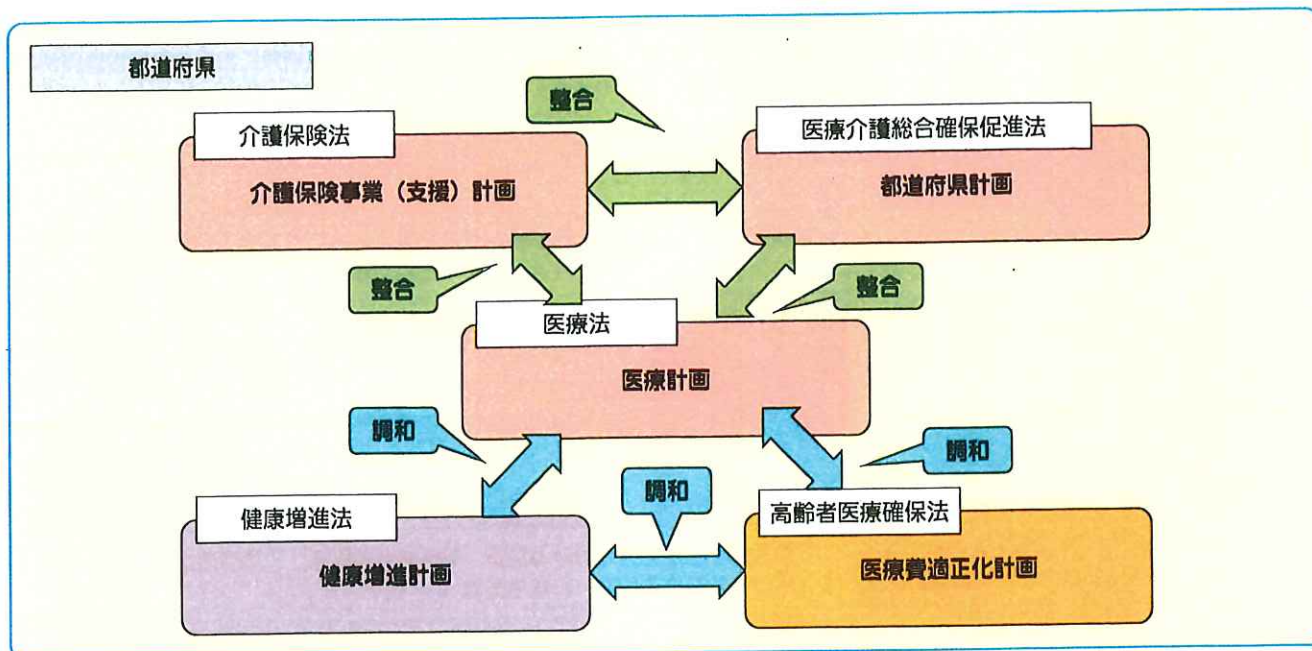 都道府県
整合
介護保険法
医療介護総合確保促進法
介護保険事業（支援）計画
都道府県計画
整合
整合
医療法
医療計画
調和
調和
調和
健康増進法
高齢者医療確保法
健康増進計画
医療費適正化計画